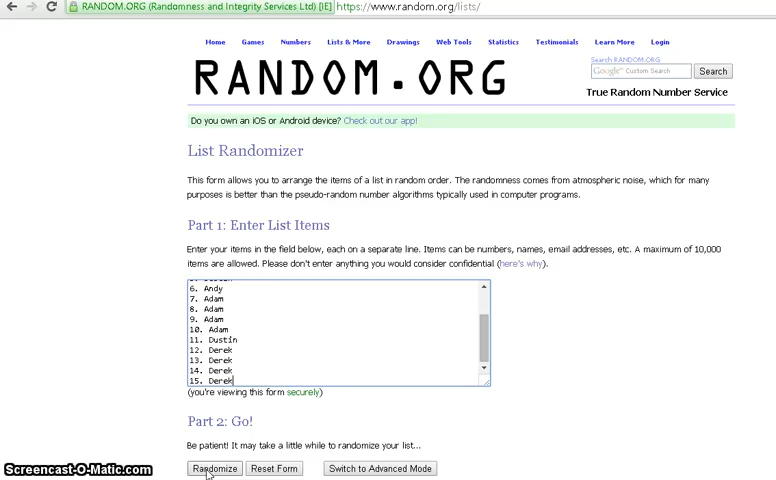 RANDOM.ORG (Randomness and Integrity Services Ltd) [IE] https://www.random.org/lists/
Home Games Numbers Lists & More Drawings Web Tools Statistics Testimonials Learn More Login
RANDOM.ORG
Search RANDOM.ORG
Google™ Custom Search Search
True Random Number Service
Do you own an iOS or Android device? Check out our app!
List Randomizer
This form allows you to arrange the items of a list in random order. The randomness comes from atmospheric noise, which for many
purposes is better than the pseudo-random number algorithms typically used in computer programs.
Part 1: Enter List Items
Enter your items in the field below, each on a separate line. Items can be numbers, names, email addresses, etc. A maximum of 10,000
items are allowed. Please don't enter anything you would consider confidential (here's why).
6. Andy
7. Adam
8. Adam
9. Adam
10. Adam
11. Dustin
12. Derek
13. Derek
14. Derek
15. Derek
(you're viewing this form securely)
Part 2: Go!
Be patient! It may take a little while to randomize your list...
Randomize Reset Form Switch to Advanced Mode
Screencast-O-Matic.com